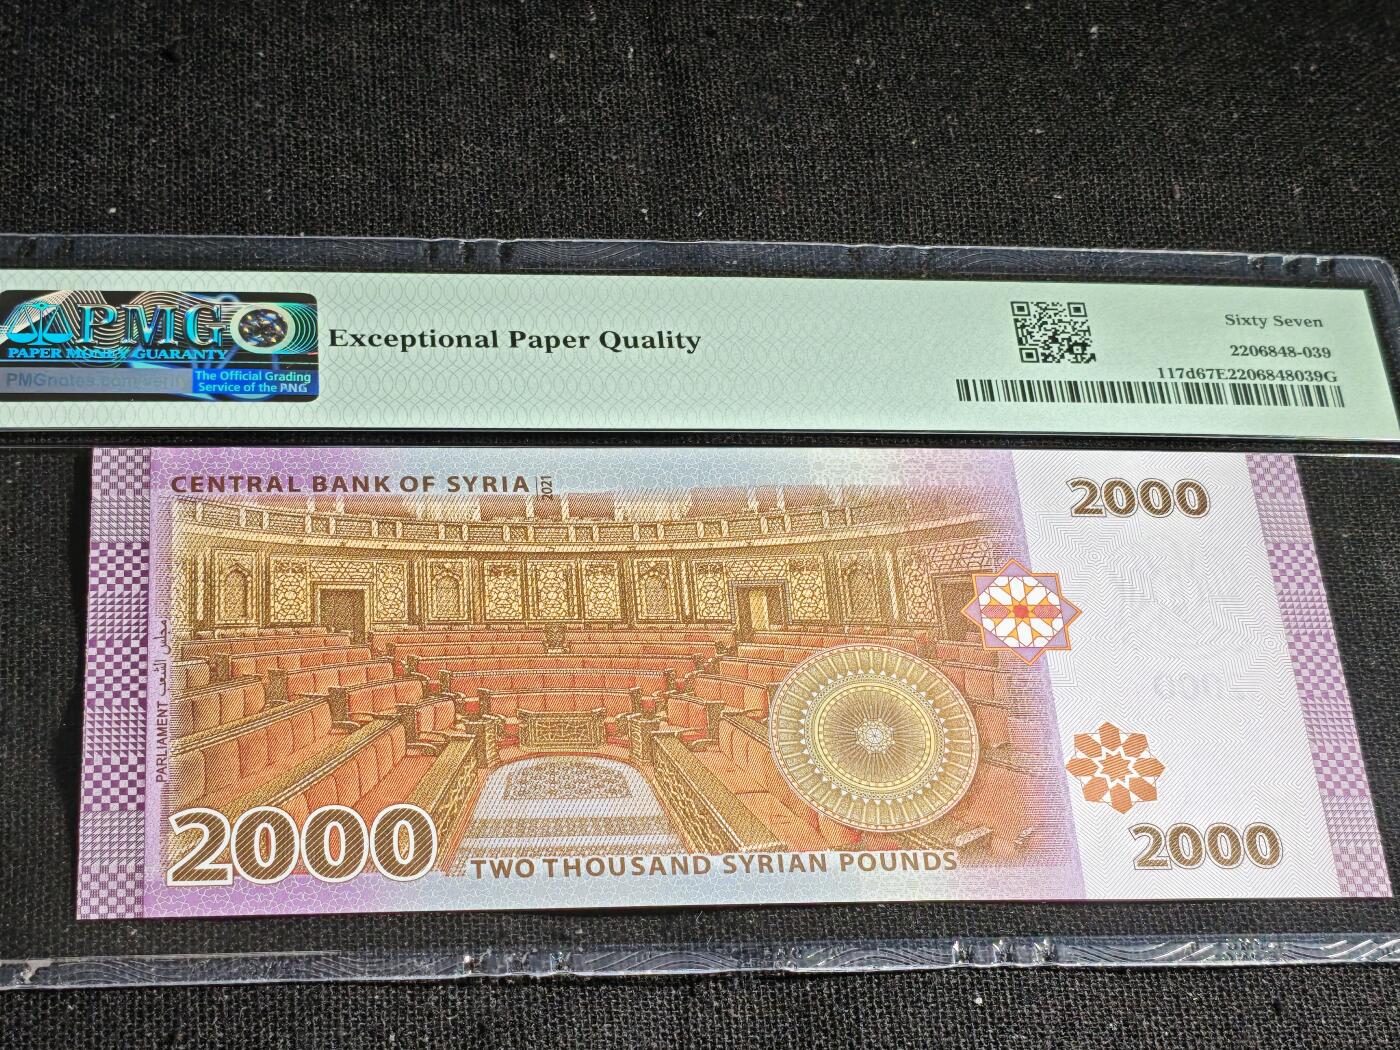 PMG
PAPER MONEY GUARANTY
PMGnotes.com/verify
The Official Grading
Service of the PNG
Exceptional Paper Quality
Sixty Seven
2206848-039
117d67E2206848039G
CENTRAL BANK OF SYRIA
2021
2000
PARLIAMENT مجلس الشعب
2000
TWO THOUSAND SYRIAN POUNDS
2000